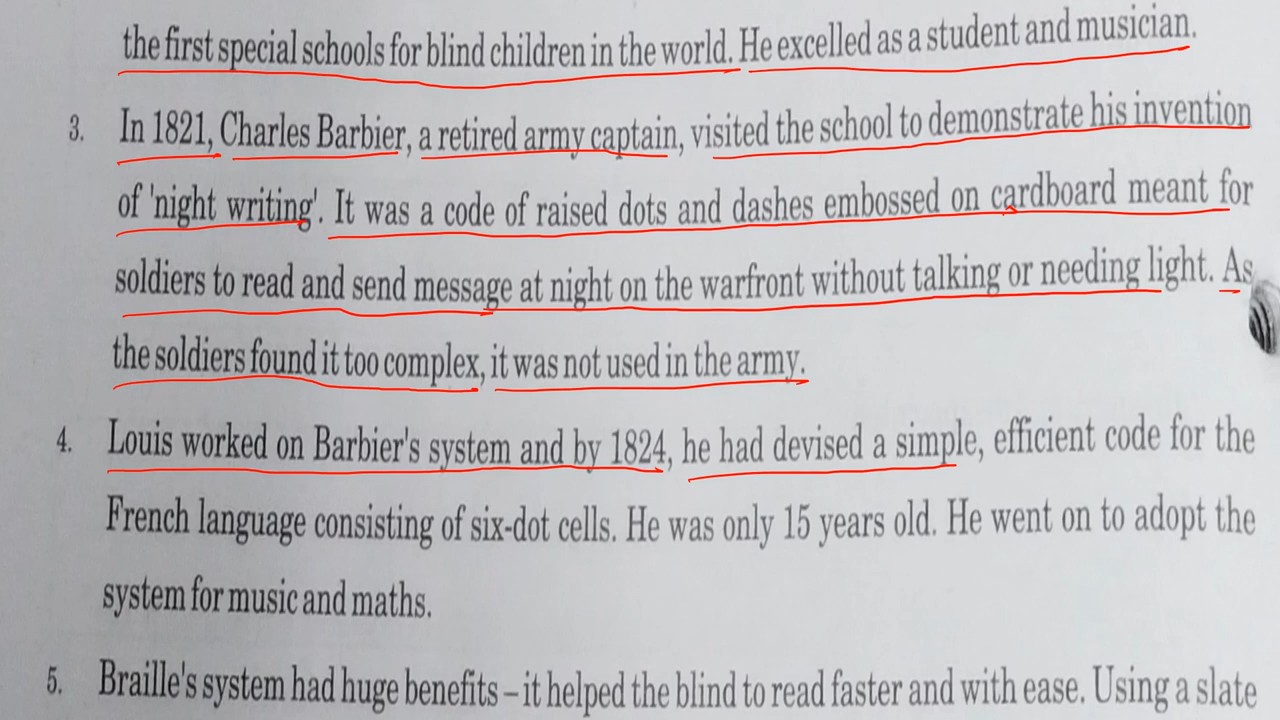 the first special schools for blind children in the world. He excelled as a student and musician.
3. In 1821, Charles Barbier, a retired army captain, visited the school to demonstrate his invention
of 'night writing'. It was a code of raised dots and dashes embossed on cardboard meant for
soldiers to read and send message at night on the warfront without talking or needing light. As
the soldiers found it too complex, it was not used in the army.
4. Louis worked on Barbier's system and by 1824, he had devised a simple, efficient code for the
French language consisting of six-dot cells. He was only 15 years old. He went on to adopt the
system for music and maths.
5. Braille's system had huge benefits – it helped the blind to read faster and with ease. Using a slate